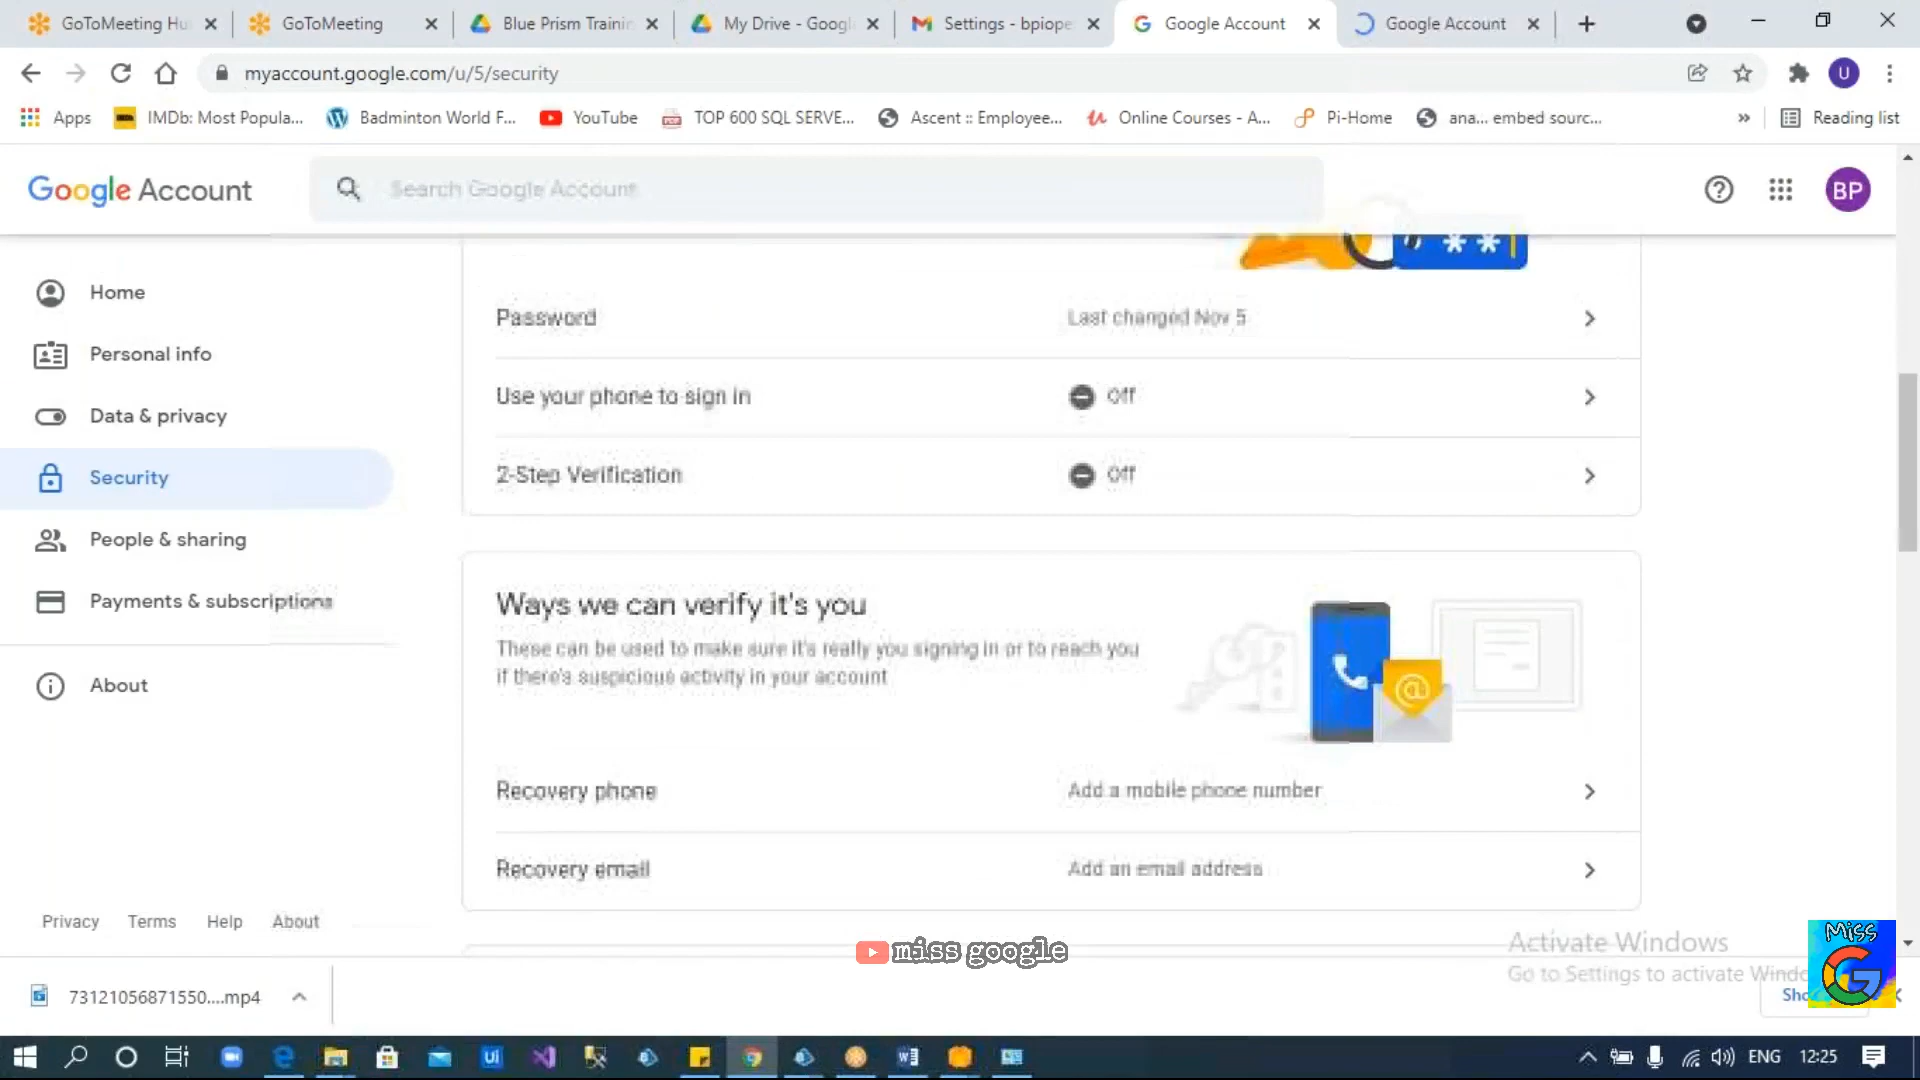 GoToMeeting Hu
GoToMeeting
Blue Prism Trainin
My Drive - Google
Settings - bpiope
Google Account
Google Account
myaccount.google.com/u/5/security
U
Apps
IMDb: Most Popula...
Badminton World F...
YouTube
TOP 600 SQL SERVE...
Ascent :: Employee...
Online Courses - A...
Pi-Home
ana... embed sourc...
Reading list
Google Account
Search Google Account
BP
Home
Personal info
Data & privacy
Security
People & sharing
Payments & subscriptions
About
Password
Last changed Nov 5
Use your phone to sign in
Off
2-Step Verification
Off
Ways we can verify it's you
These can be used to make sure it's really you signing in or to reach you
if there's suspicious activity in your account
Recovery phone
Add a mobile phone number
Recovery email
Add an email address
Privacy
Terms
Help
About
miss google
Activate Windows
Go to Settings to activate Windo
Miss
G
73121056871550....mp4
Sho
ENG
12:25